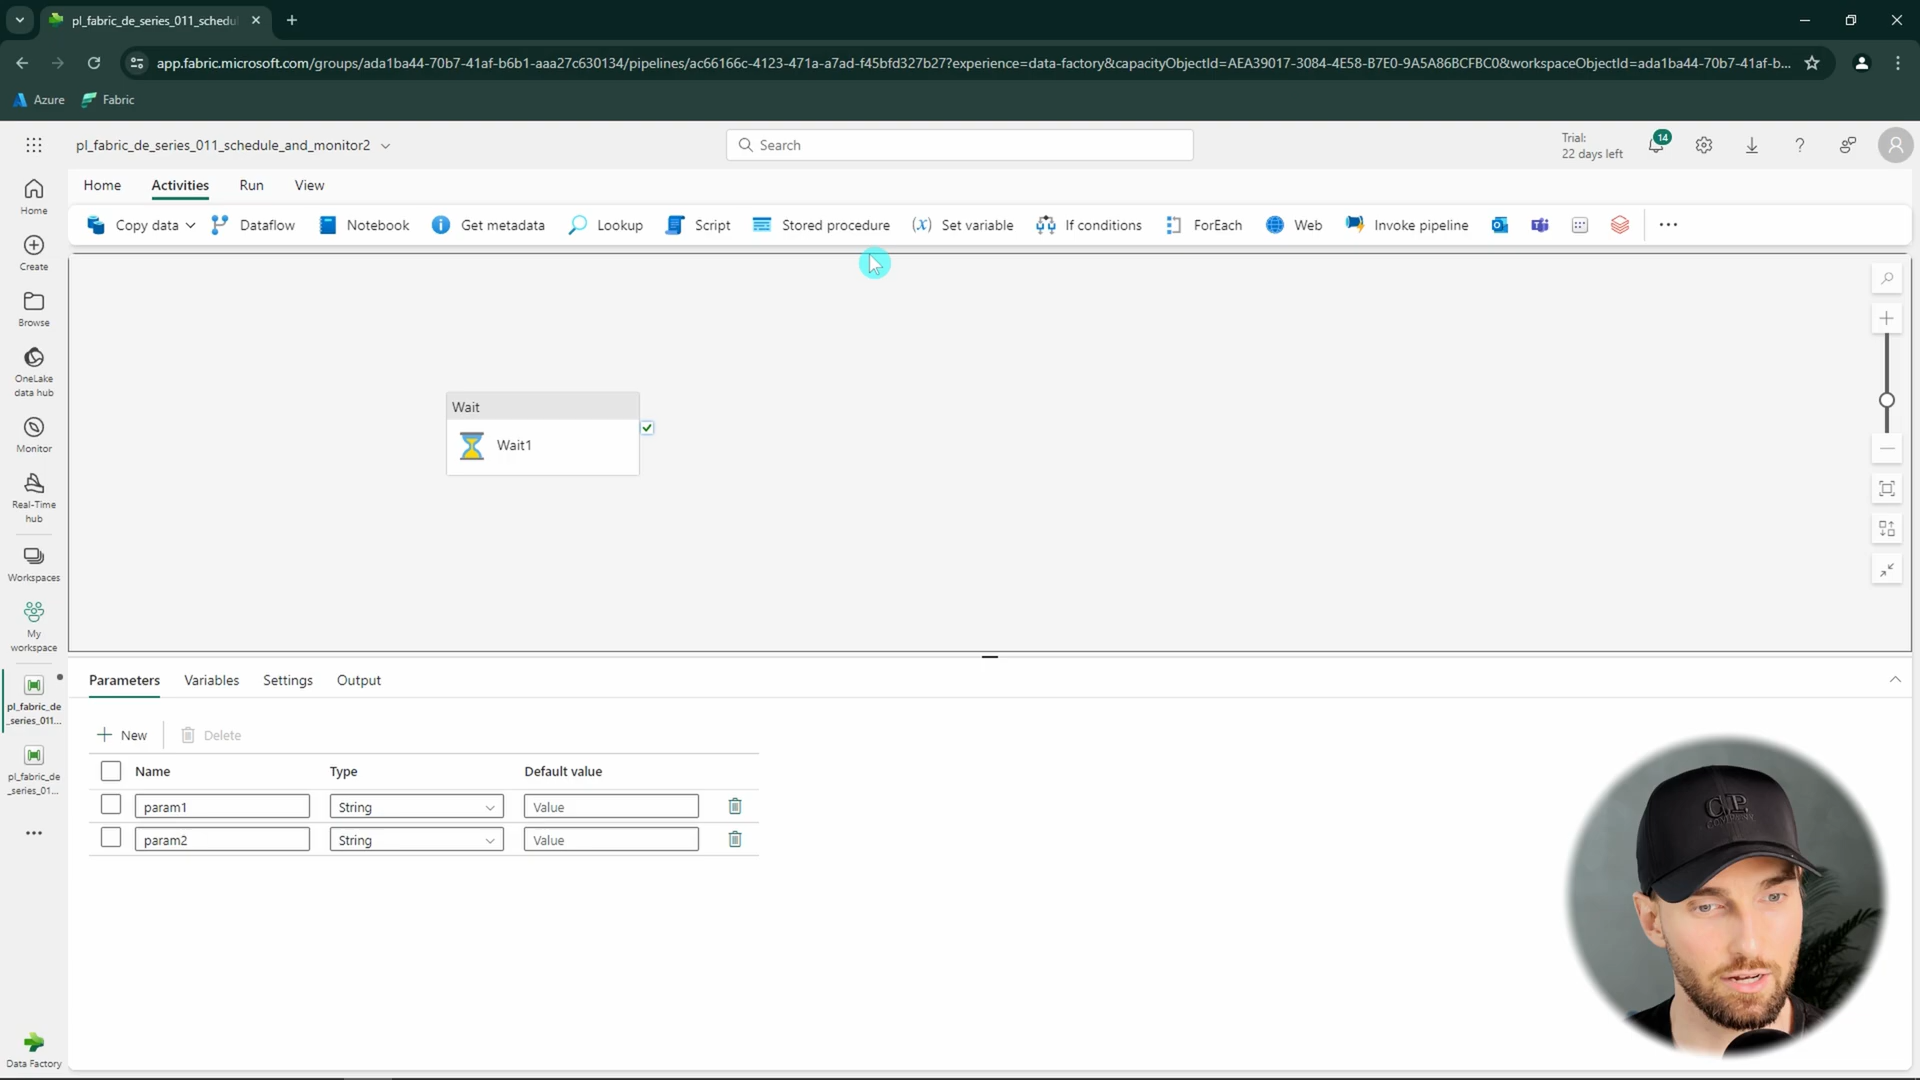 pl_fabric_de_series_011_schedul
app.fabric.microsoft.com/groups/ada1ba44-70b7-41af-b6b1-aaa27c630134/pipelines/ac66166c-4123-471a-a7ad-f45bfd327b27?experience=data-factory&capacityObjectId=AEA39017-3084-4E58-B7E0-9A5A86BCFBC0&workspaceObjectId=ada1ba44-70b7-41af-b...
Azure
Fabric
pl_fabric_de_series_011_schedule_and_monitor2
Search
Trial:
22 days left
14
Home
Activities
Run
View
Copy data
Dataflow
Notebook
Get metadata
Lookup
Script
Stored procedure
Set variable
If conditions
ForEach
Web
Invoke pipeline
Home
Create
Browse
OneLake
data hub
Monitor
Real-Time
hub
Workspaces
My
workspace
pl_fabric_de
_series_011...
pl_fabric_de
_series_01...
Data Factory
Wait
Wait1
Parameters
Variables
Settings
Output
New
Delete
Name
Type
Default value
param1
String
Value
param2
String
Value
C.P.
COMPANY